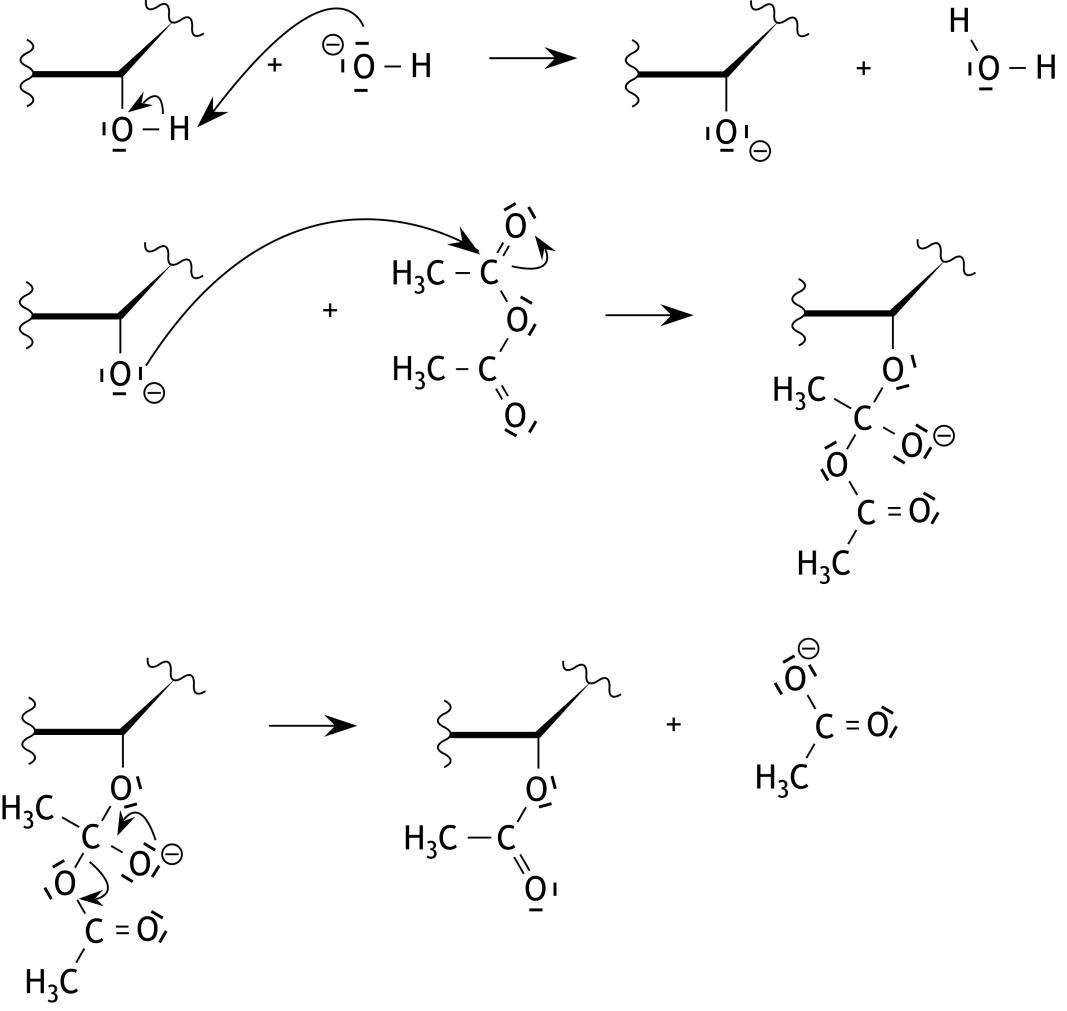 H
+ ⊖ O – H + O – H
O – H O ⊖
O
H₃C – C
+ O
H₃C – C O
O ⊖ H₃C C
O O ⊖
O
C = O
H₃C
⊖
O
+ C = O
O O H₃C
H₃C C H₃C – C
O O ⊖ O
C = O
H₃C